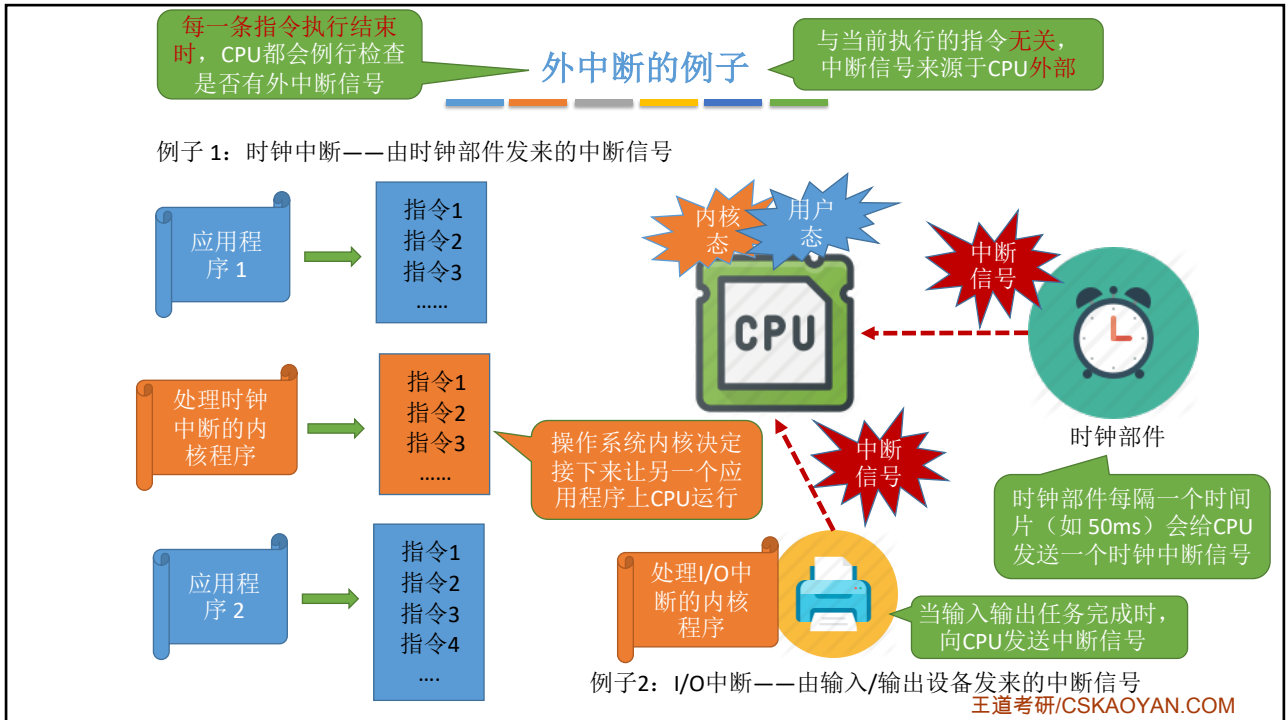 每一条指令执行结束
时，CPU都会例行检查
是否有外中断信号
外中断的例子
与当前执行的指令无关，
中断信号来源于CPU外部
例子 1：时钟中断——由时钟部件发来的中断信号
应用程
序 1
指令1
指令2
指令3
……
内核
态
用户
态
CPU
中断
信号
时钟部件
时钟部件每隔一个时间
片（如 50ms）会给CPU
发送一个时钟中断信号
处理时钟
中断的内
核程序
指令1
指令2
指令3
……
操作系统内核决定
接下来让另一个应
用程序上CPU运行
中断
信号
应用程
序 2
指令1
指令2
指令3
指令4
….
处理I/O中
断的内核
程序
当输入输出任务完成时，
向CPU发送中断信号
例子2：I/O中断——由输入/输出设备发来的中断信号
王道考研/CSKAOYAN.COM